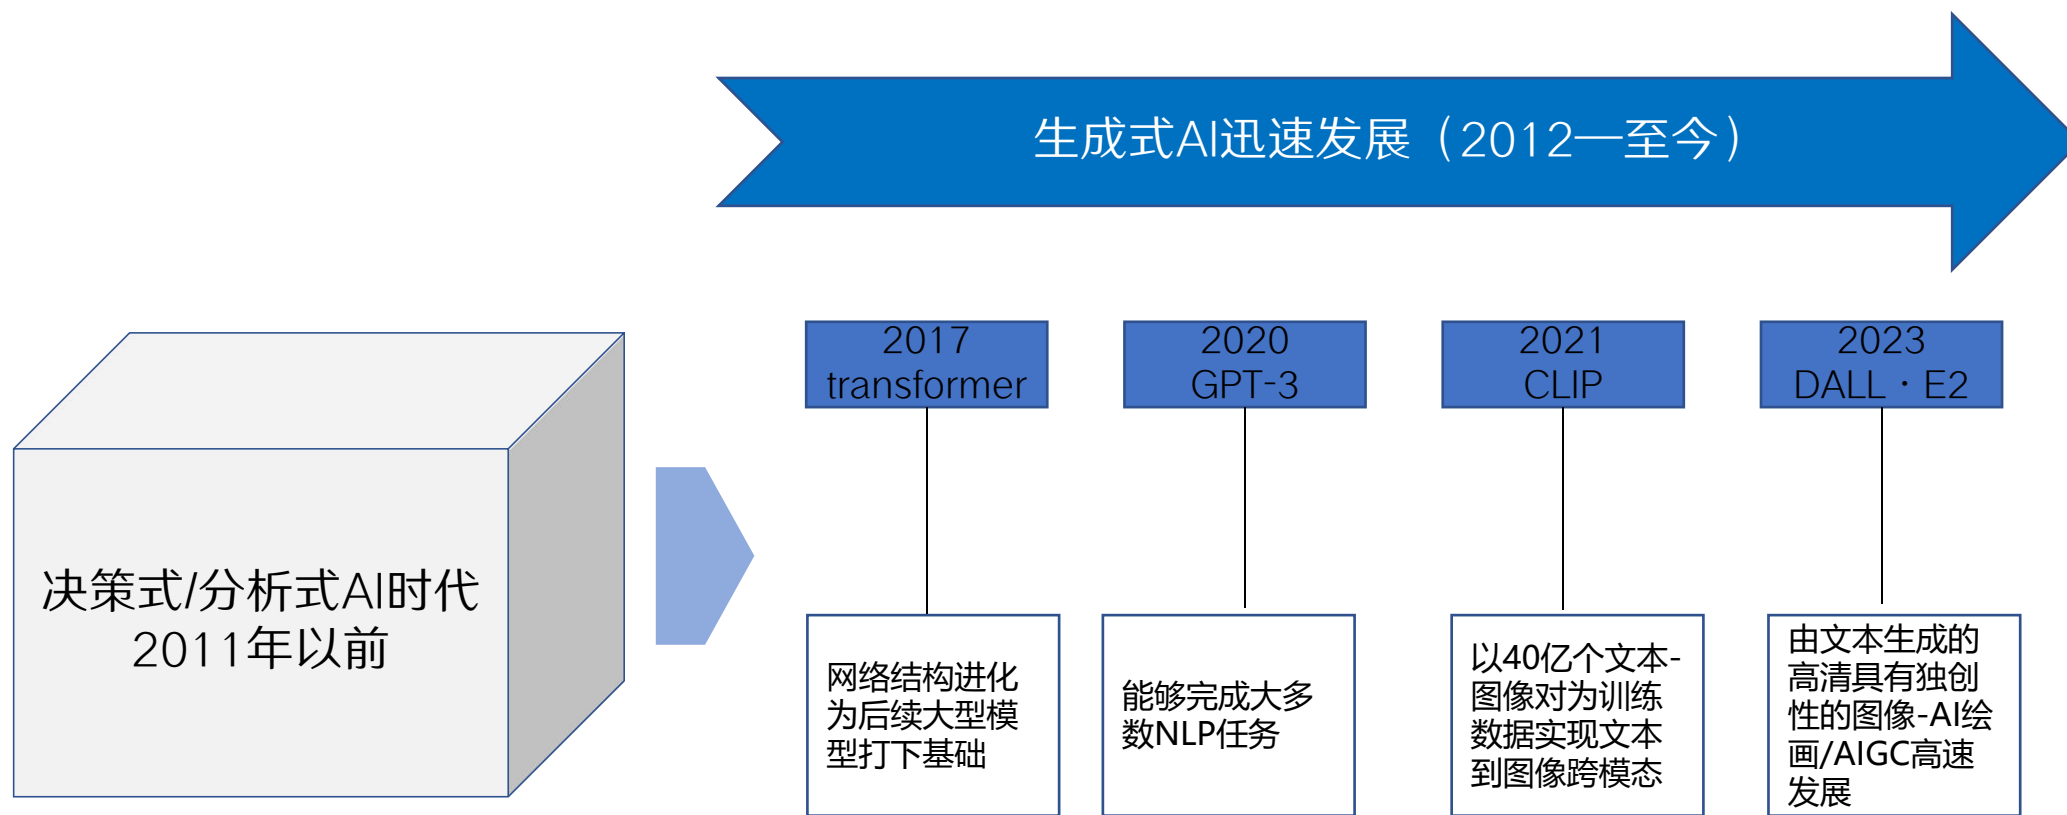 生成式AI迅速发展（2012—至今）
决策式/分析式AI时代
2011年以前
2017
transformer
网络结构进化
为后续大型模
型打下基础
2020
GPT-3
能够完成大多
数NLP任务
2021
CLIP
以40亿个文本-
图像对为训练
数据实现文本
到图像跨模态
2023
DALL·E2
由文本生成的
高清具有独创
性的图像-AI绘
画/AIGC高速
发展